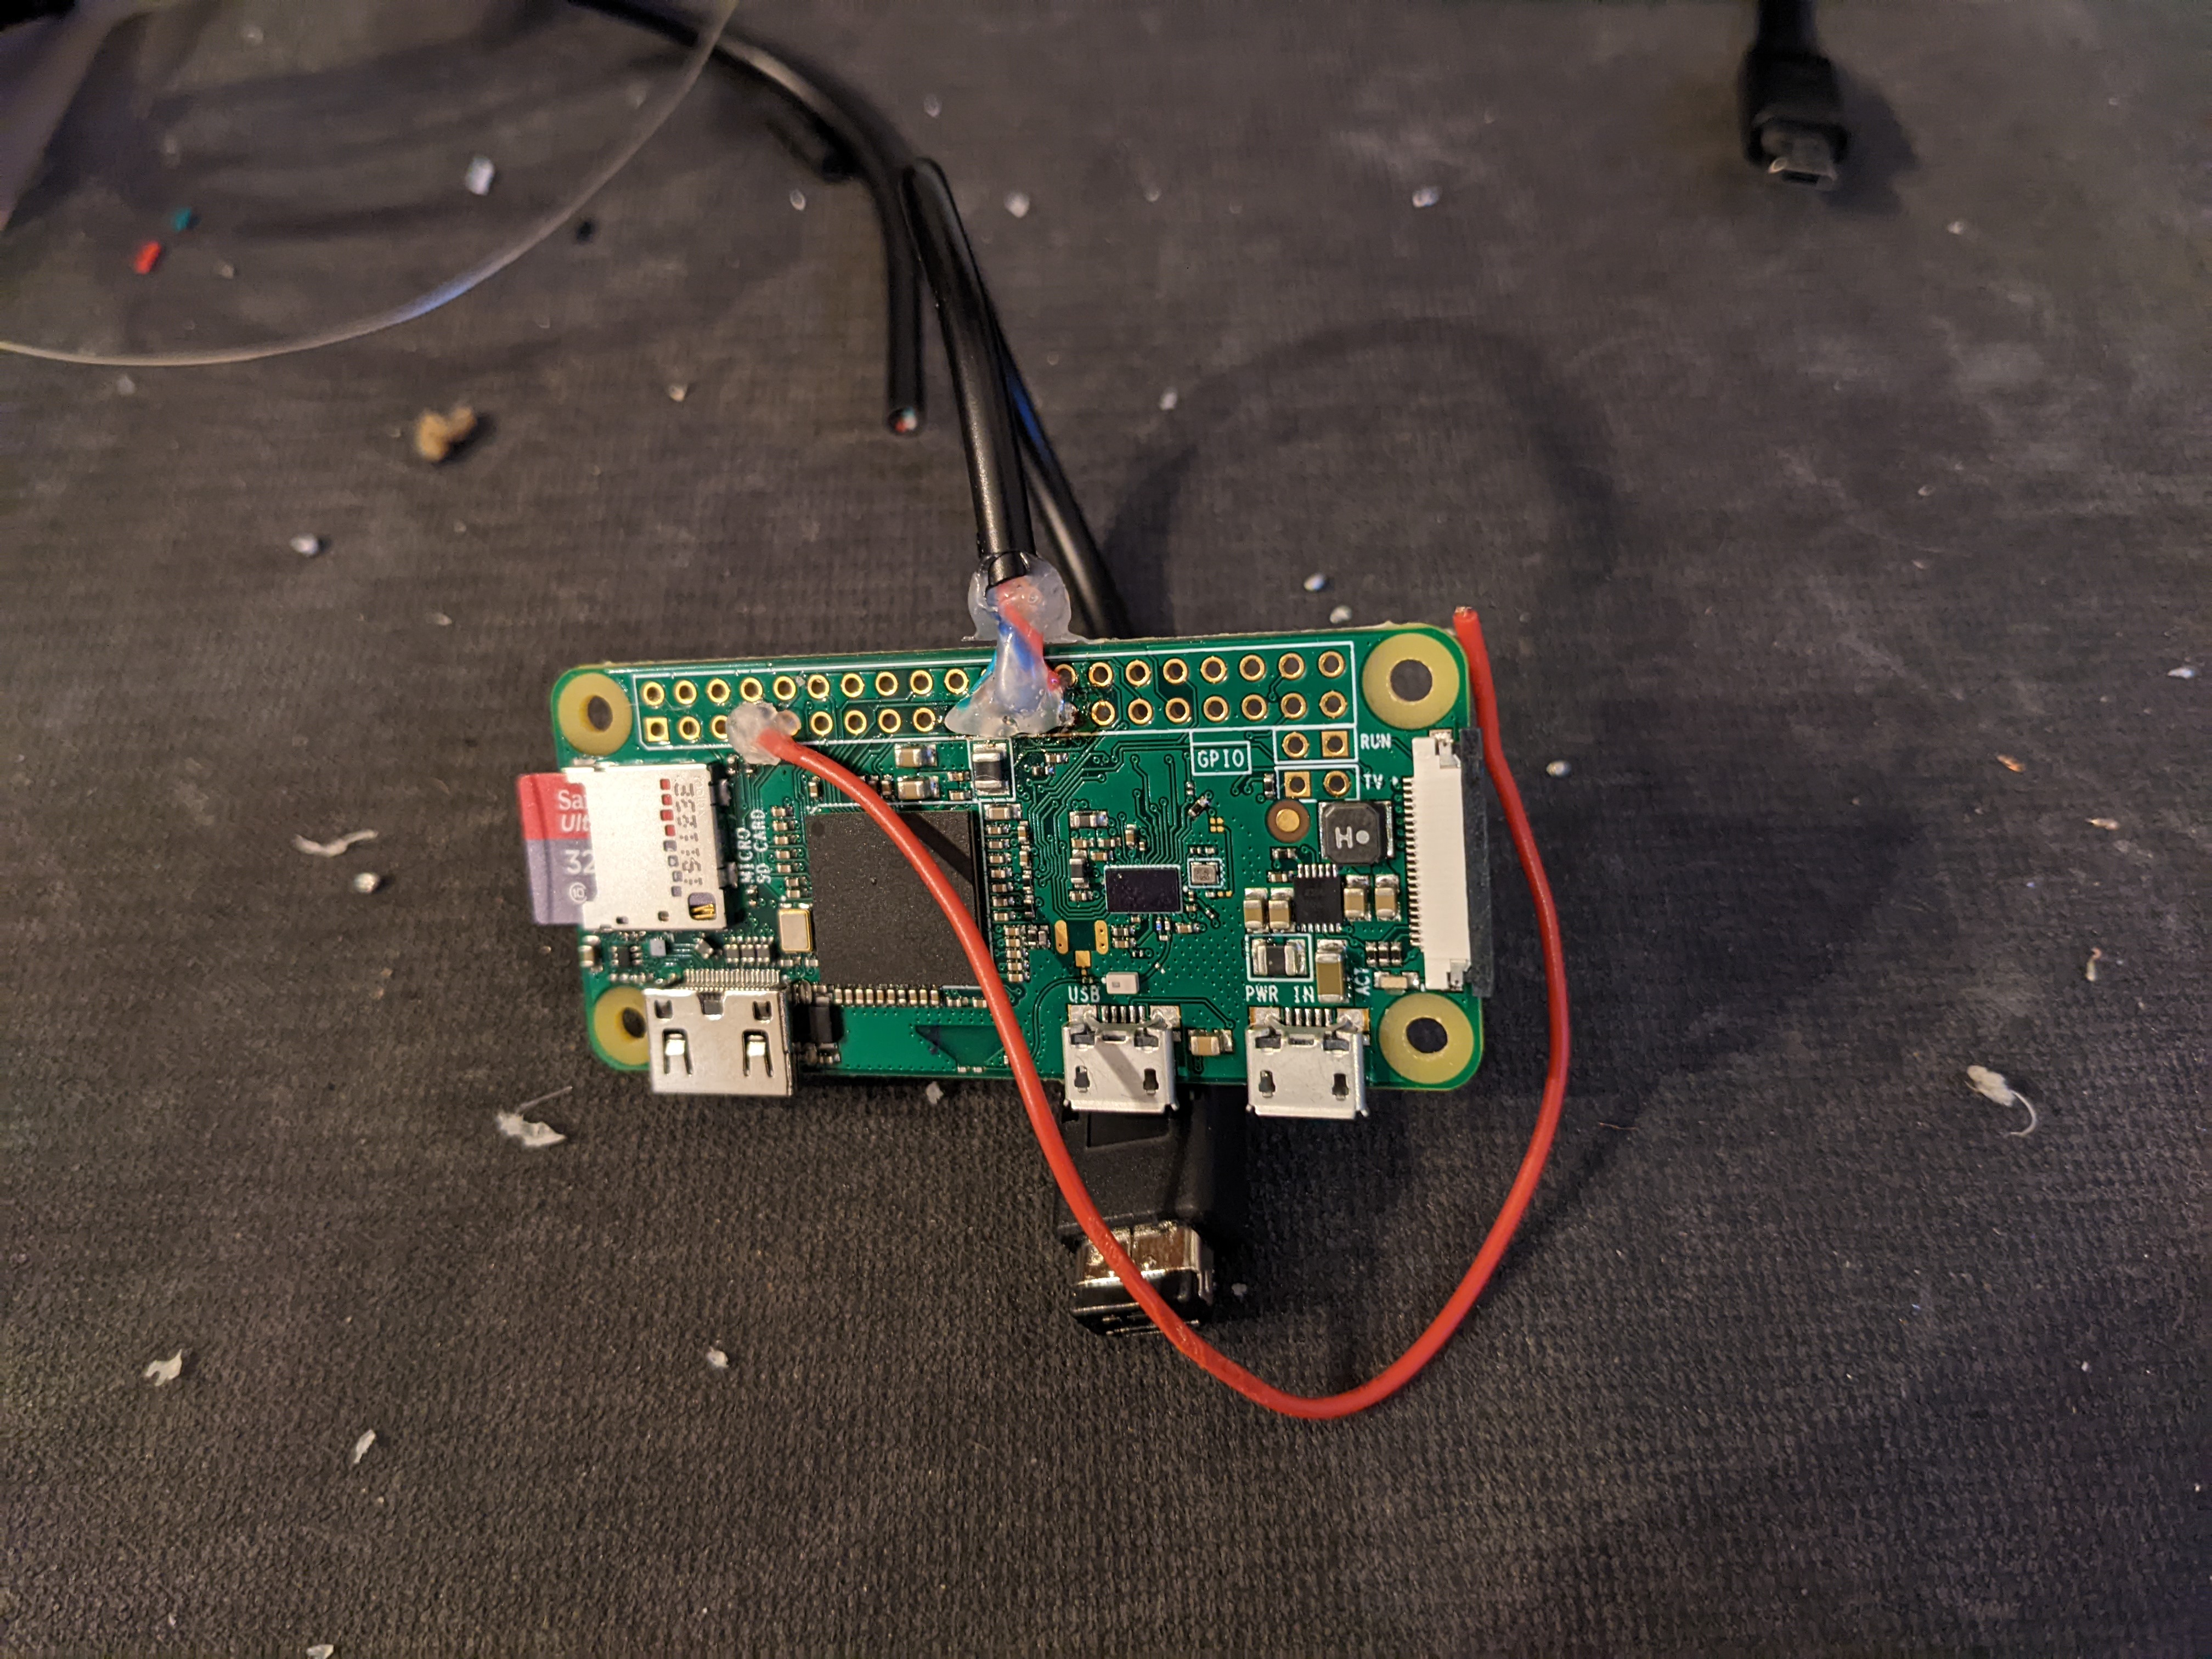 GPIO
RUN
TV
Sa
Ult
32
MICRO
SD CARD
H
USB
PWR IN
ACT